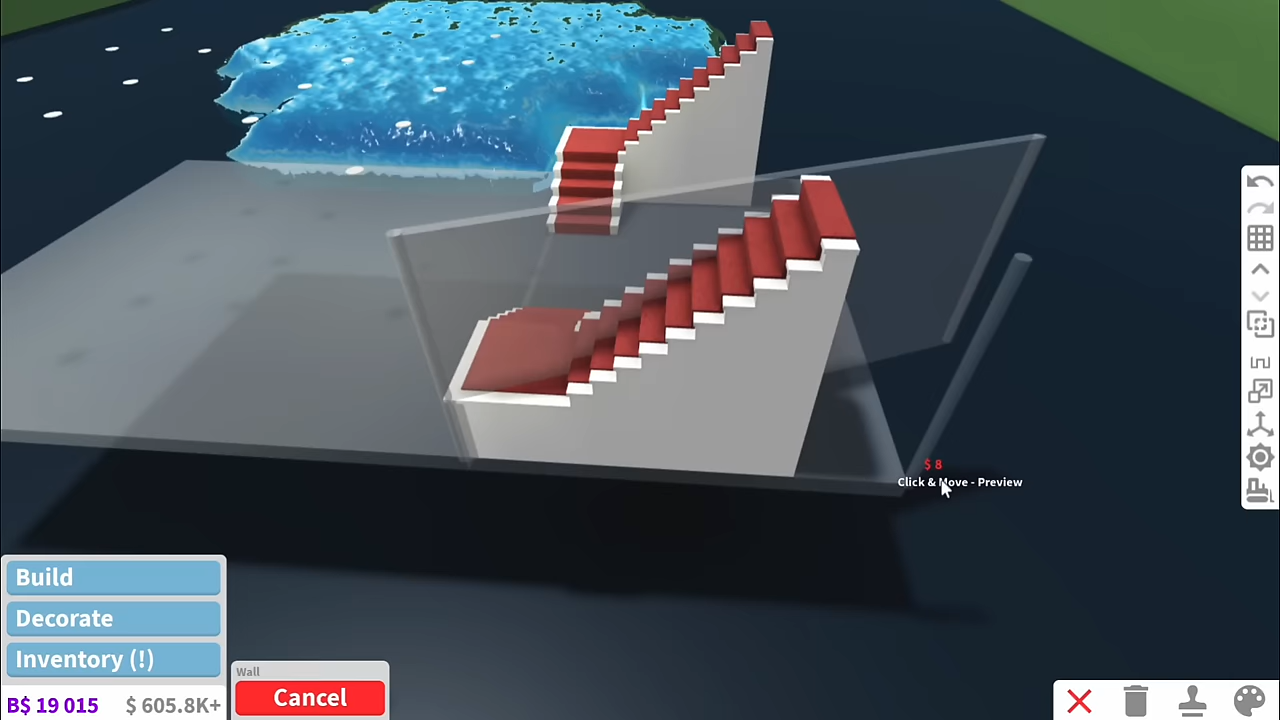 $ 8
Click & Move - Preview
Build
Decorate
Inventory (!)
B$ 19 015 $ 605.8K+
Wall
Cancel